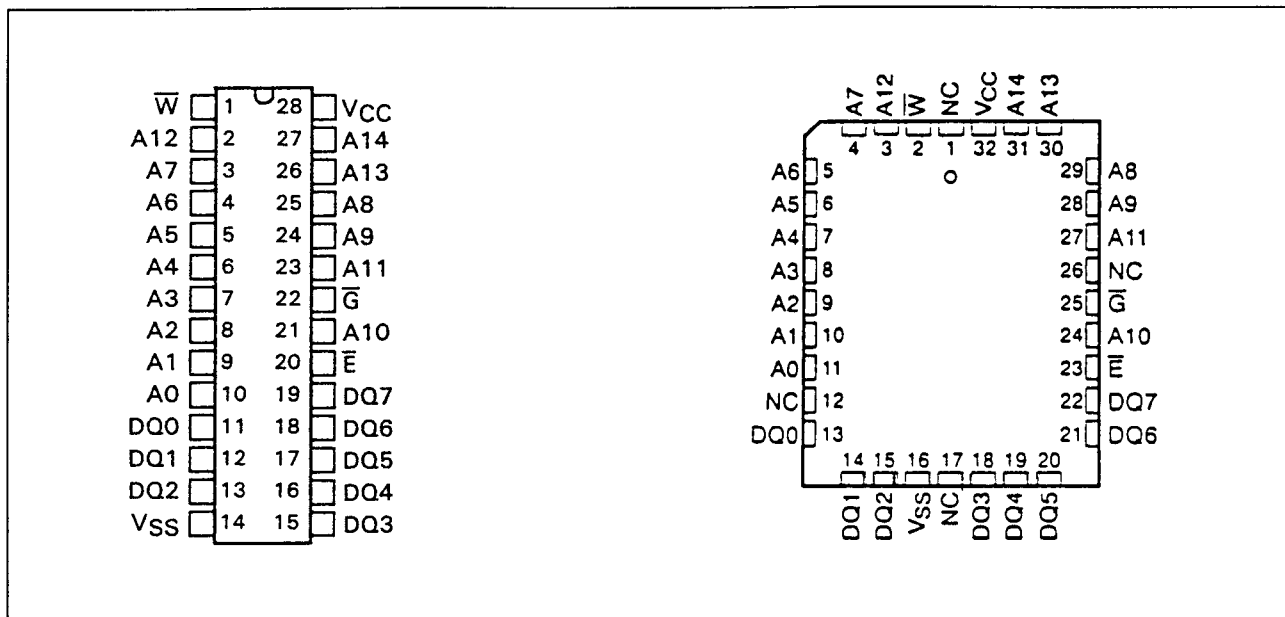 W̅ 1 28 VCC
A12 2 27 A14
A7 3 26 A13
A6 4 25 A8
A5 5 24 A9
A4 6 23 A11
A3 7 22 G̅
A2 8 21 A10
A1 9 20 E̅
A0 10 19 DQ7
DQ0 11 18 DQ6
DQ1 12 17 DQ5
DQ2 13 16 DQ4
VSS 14 15 DQ3
A7 A12 W̅ NC VCC A14 A13
4 3 2 1 32 31 30
A6 5 29 A8
A5 6 28 A9
A4 7 27 A11
A3 8 26 NC
A2 9 25 G̅
A1 10 24 A10
A0 11 23 E̅
NC 12 22 DQ7
DQ0 13 21 DQ6
14 15 16 17 18 19 20
DQ1 DQ2 VSS NC DQ3 DQ4 DQ5